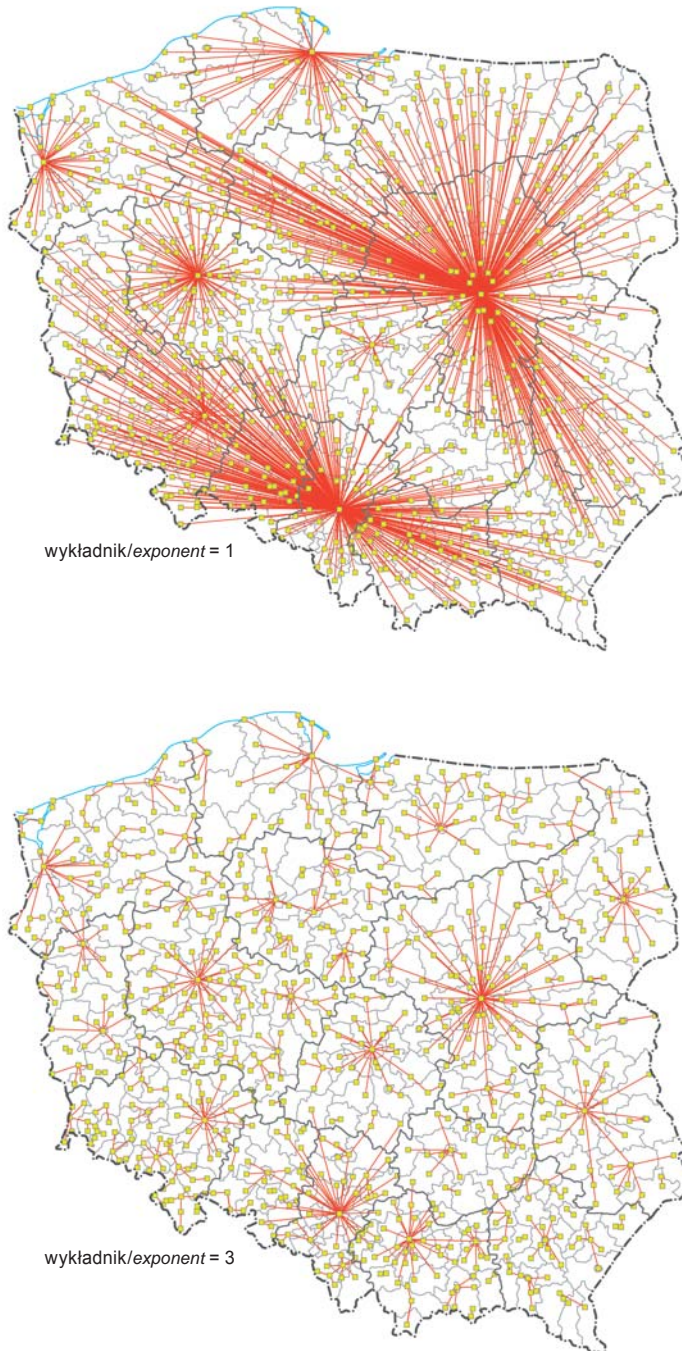 wykładnik/exponent = 1
wykładnik/exponent = 3